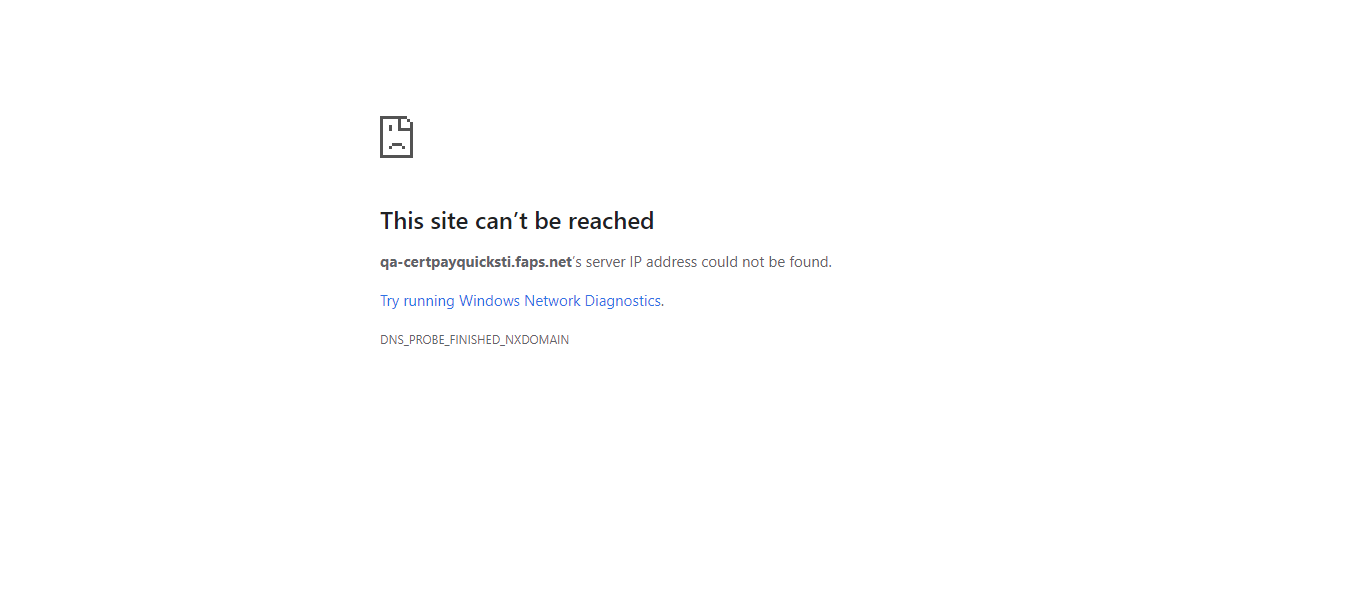 This site can’t be reached
qa-certpayquicksti.faps.net’s server IP address could not be found.
Try running Windows Network Diagnostics.
DNS_PROBE_FINISHED_NXDOMAIN